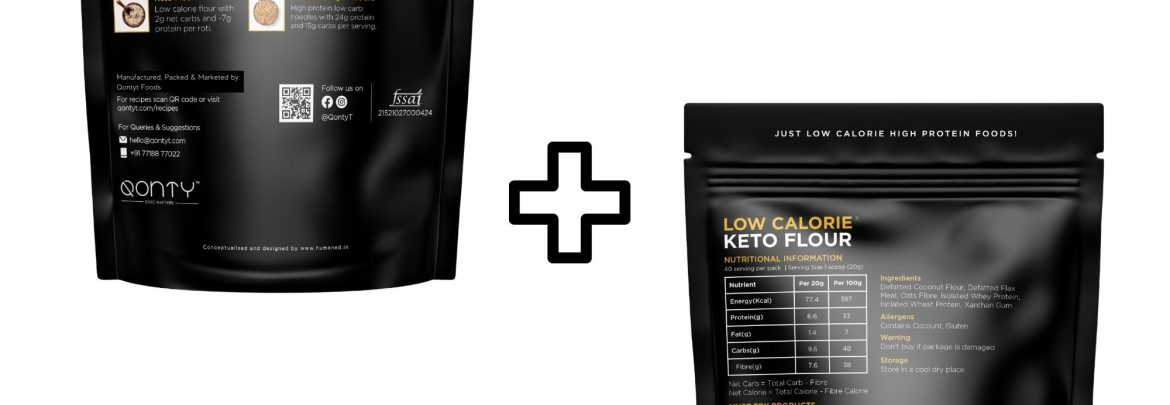 Low calorie flour with
2g net carbs and ~7g
protein per roti.
High protein low carb
noodles with 24g protein
and 15g carbs per serving.
Manufactured, Packed & Marketed by
Qontyt Foods
For recipes scan QR code or visit
qontyt.com/recipes
For Queries & Suggestions
hello@qontyt.com
+91 77188 77022
Follow us on
@QontyT
fssai
21521027000424
QONTY™
DOSE MATTERS
Conceptualised and designed by www.humaned.in
JUST LOW CALORIE HIGH PROTEIN FOODS!
LOW CALORIE*
KETO FLOUR
NUTRITIONAL INFORMATION
40 serving per pack | Serving Size 1 scoop (20g)
Nutrient Per 20g Per 100g
Energy(Kcal) 77.4 387
Protein(g) 6.6 33
Fat(g) 1.4 7
Carbs(g) 9.6 48
Fibre(g) 7.6 38
Net Carb = Total Carb - Fibre
Net Calorie = Total Calorie - Fibre Calorie
Ingredients
Defatted Coconut Flour, Defatted Flax
Meal, Oats Fibre, Isolated Whey Protein,
Isolated Wheat Protein, Xanthan Gum
Allergens
Contains Cocount, Gluten
Warning
Don't buy if package is damaged
Storage
Store in a cool dry place